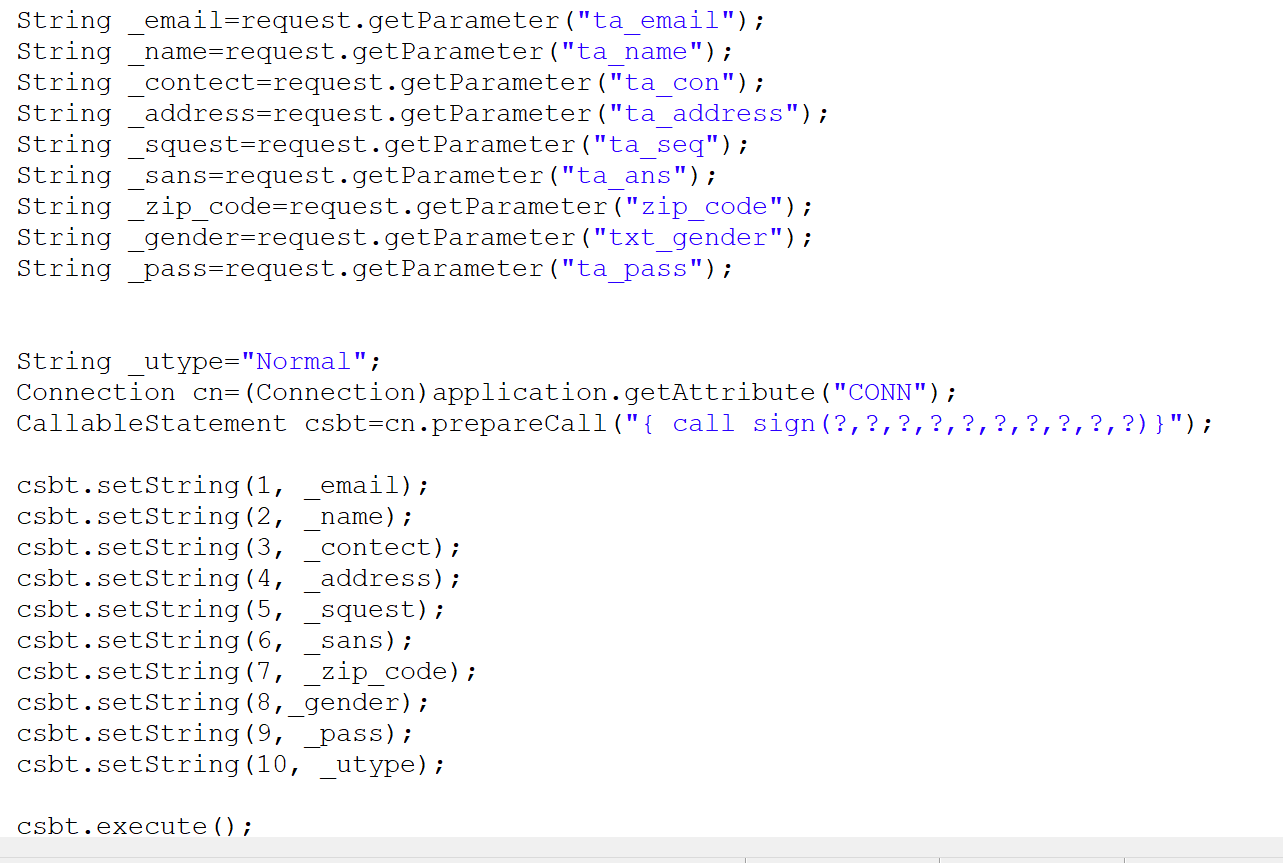 String _email=request.getParameter("ta_email");
String _name=request.getParameter("ta_name");
String _contect=request.getParameter("ta_con");
String _address=request.getParameter("ta_address");
String _squest=request.getParameter("ta_seq");
String _sans=request.getParameter("ta_ans");
String _zip_code=request.getParameter("zip_code");
String _gender=request.getParameter("txt_gender");
String _pass=request.getParameter("ta_pass");
String _utype="Normal";
Connection cn=(Connection)application.getAttribute("CONN");
CallableStatement csbt=cn.prepareCall("{ call sign(?,?,?,?,?,?,?,?,?,?)}");
csbt.setString(1, _email);
csbt.setString(2, _name);
csbt.setString(3, _contect);
csbt.setString(4, _address);
csbt.setString(5, _squest);
csbt.setString(6, _sans);
csbt.setString(7, _zip_code);
csbt.setString(8,_gender);
csbt.setString(9, _pass);
csbt.setString(10, _utype);
csbt.execute();